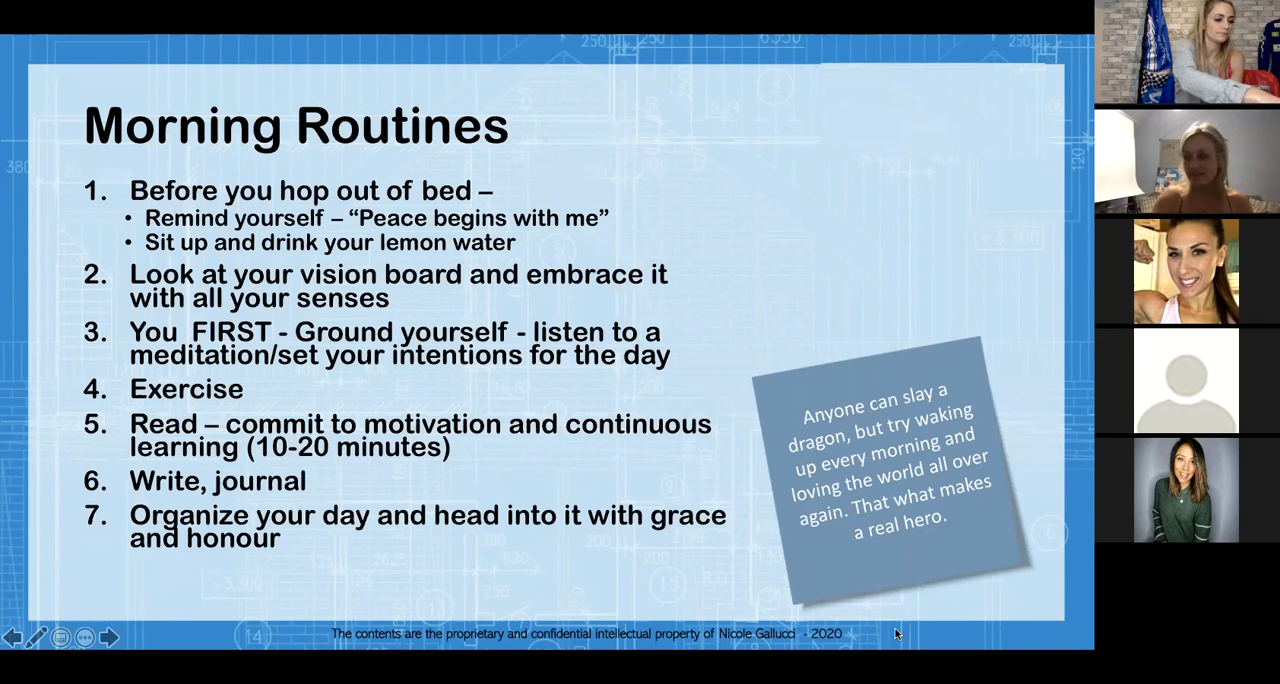 Morning Routines
1. Before you hop out of bed –
• Remind yourself – “Peace begins with me”
• Sit up and drink your lemon water
2. Look at your vision board and embrace it
with all your senses
3. You FIRST - Ground yourself - listen to a
meditation/set your intentions for the day
4. Exercise
5. Read – commit to motivation and continuous
learning (10-20 minutes)
6. Write, journal
7. Organize your day and head into it with grace
and honour
Anyone can slay a
dragon, but try waking
up every morning and
loving the world all over
again. That what makes
a real hero.
The contents are the proprietary and confidential intellectual property of Nicole Gallucci - 2020